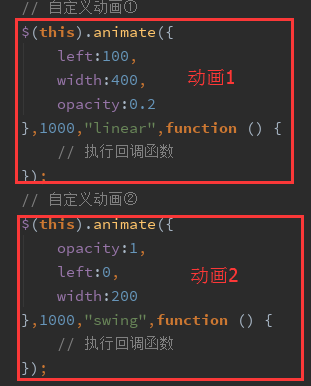 // 自定义动画①
$(this).animate({
left:100,
width:400,
动画1
opacity:0.2
},1000,"linear",function () {
// 执行回调函数
});
// 自定义动画②
$(this).animate({
opacity:1,
left:0,
动画2
width:200
},1000,"swing",function () {
// 执行回调函数
});